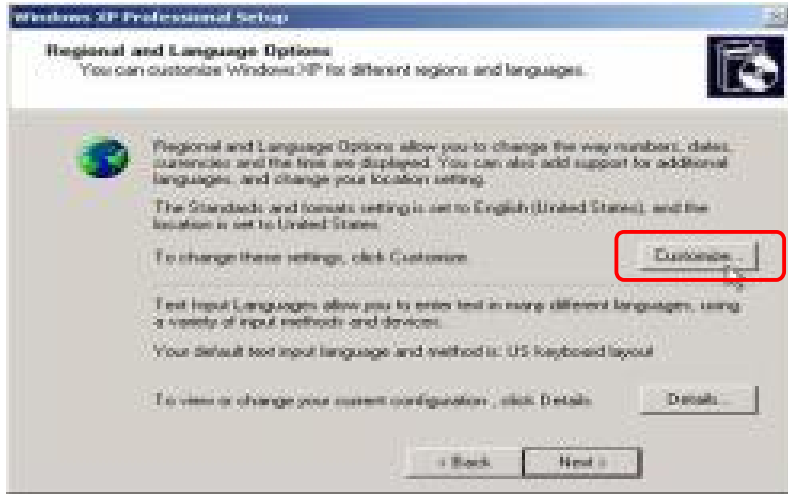 Windows XP Professional Setup
Regional and Language Options
You can customize Windows XP for different regions and languages.
Regional and Language Options allow you to change the way numbers, dates,
currencies and the time are displayed. You can also add support for additional
languages, and change your location setting.
The Standards and formats setting is set to English (United States), and the
location is set to United States.
To change these settings, click Customize.
Customize...
Text Input Languages allow you to enter text in many different languages, using
a variety of input methods and devices.
Your default text input language and method is: US keyboard layout
To view or change your current configuration , click Details.
Details...
< Back
Next >